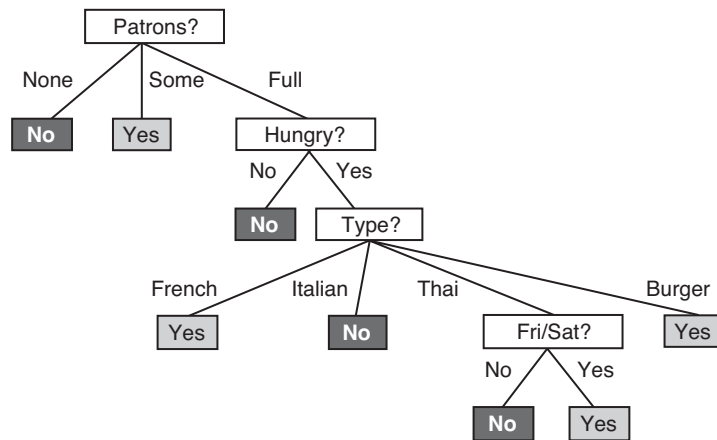 Patrons?
None Some Full
No Yes Hungry?
No Yes
No Type?
French Italian Thai Burger
Yes No Fri/Sat? Yes
No Yes
No Yes